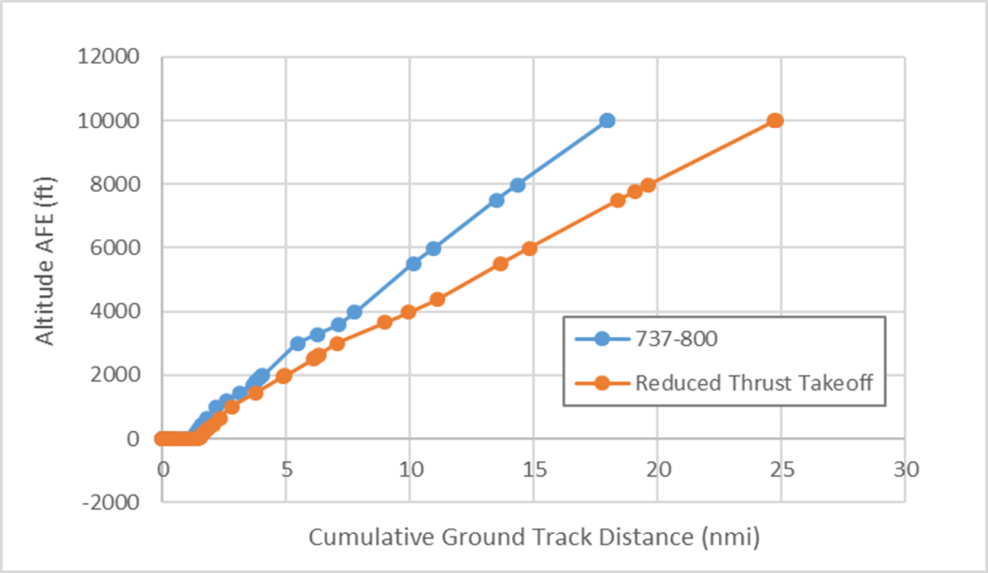 12000
10000
8000
6000
4000
2000
0
-2000
0 5 10 15 20 25 30
Altitude AFE (ft)
Cumulative Ground Track Distance (nmi)
737-800
Reduced Thrust Takeoff